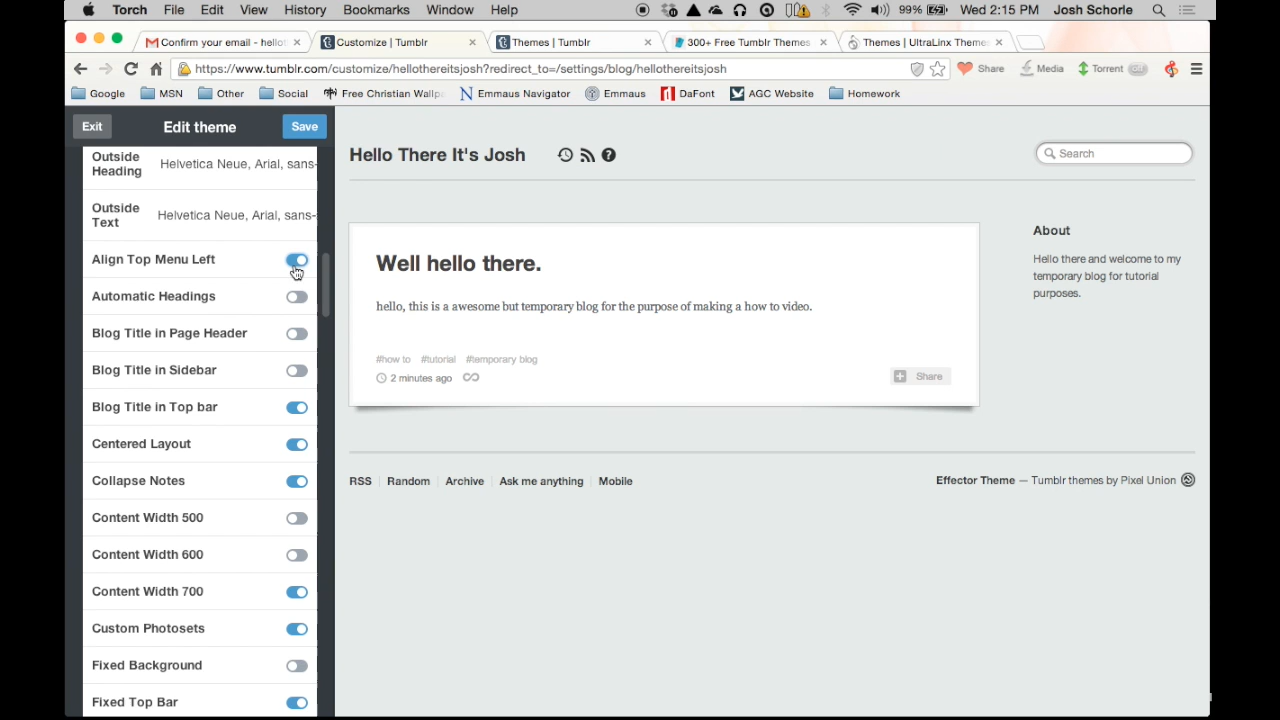 Torch File Edit View History Bookmarks Window Help 99% Wed 2:15 PM Josh Schorle
Confirm your email - hello Customize | Tumblr Themes | Tumblr 300+ Free Tumblr Themes Themes | UltraLinx Themes
https://www.tumblr.com/customize/hellothereitsjosh?redirect_to=/settings/blog/hellothereitsjosh Share Media Torrent
Google MSN Other Social Free Christian Wallp Emmaus Navigator Emmaus DaFont AGC Website Homework
Exit Edit theme Save
Outside
Heading
Helvetica Neue, Arial, sans-
Outside
Text
Helvetica Neue, Arial, sans-
Align Top Menu Left
Automatic Headings
Blog Title in Page Header
Blog Title in Sidebar
Blog Title in Top bar
Centered Layout
Collapse Notes
Content Width 500
Content Width 600
Content Width 700
Custom Photosets
Fixed Background
Fixed Top Bar
Hello There It's Josh
Search
Well hello there.
hello, this is a awesome but temporary blog for the purpose of making a how to video.
#how to #tutorial #temporary blog
2 minutes ago
Share
About
Hello there and welcome to my
temporary blog for tutorial
purposes.
RSS Random Archive Ask me anything Mobile
Effector Theme — Tumblr themes by Pixel Union